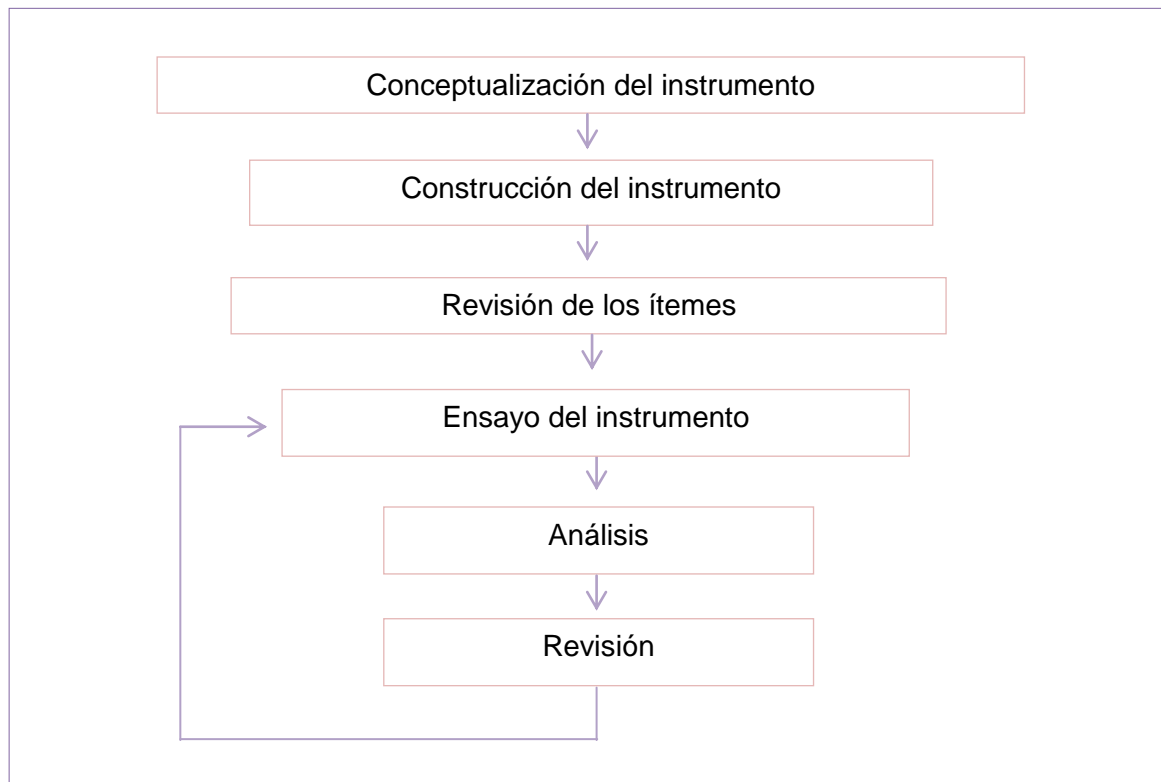 Conceptualización del instrumento
Construcción del instrumento
Revisión de los ítemes
Ensayo del instrumento
Análisis
Revisión